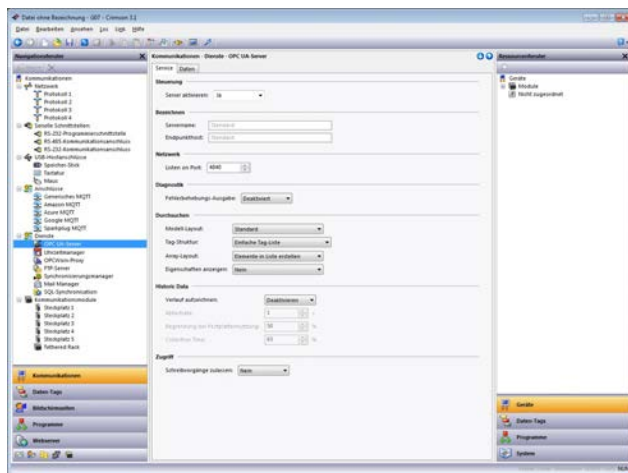 Datei ohne Bezeichnung - G07 - Crimson 3.1
Datei Bearbeiten Ansehen Los Link Hilfe
Navigationsfenster
Kommunikationen
Netzwerk
Protokoll 1
Protokoll 2
Protokoll 3
Protokoll 4
Serielle Schnittstellen
RS-232-Programmierschnittstelle
RS-485-Kommunikationsanschluss
RS-232-Kommunikationsanschluss
USB-Hostanschlüsse
Speicher-Stick
Tastatur
Maus
Anschlüsse
Generisches MQTT
Amazon MQTT
Azure MQTT
Google MQTT
Sparkplug MQTT
Dienste
OPC UA-Server
Uhrzeitmanager
OPCWorx-Proxy
FTP-Server
Synchronisierungsmanager
Mail Manager
SQL-Synchronisation
Kommunikationsmodule
Steckplatz 1
Steckplatz 2
Steckplatz 3
Steckplatz 4
Steckplatz 5
Tethered Rack
Kommunikationen
Daten-Tags
Bildschirmseiten
Programme
Webserver
Kommunikationen - Dienste - OPC UA-Server
Service Daten
Steuerung
Server aktivieren: Ja
Bezeichnen
Servername: Standard
Endpunkthost: Standard
Netzwerk
Listen on Port: 4840
Diagnostik
Fehlerbehebungs-Ausgabe: Deaktiviert
Durchsuchen
Modell-Layout: Standard
Tag-Struktur: Einfache Tag-Liste
Array-Layout: Elemente in Liste erstellen
Eigenschaften anzeigen: Nein
Historic Data
Verlauf aufzeichnen: Deaktivieren
Zugriff
Schreibvorgänge zulassen: Nein
Ressourcenfenster
Geräte
Module
Nicht zugeordnet
Geräte
Daten-Tags
Programme
System